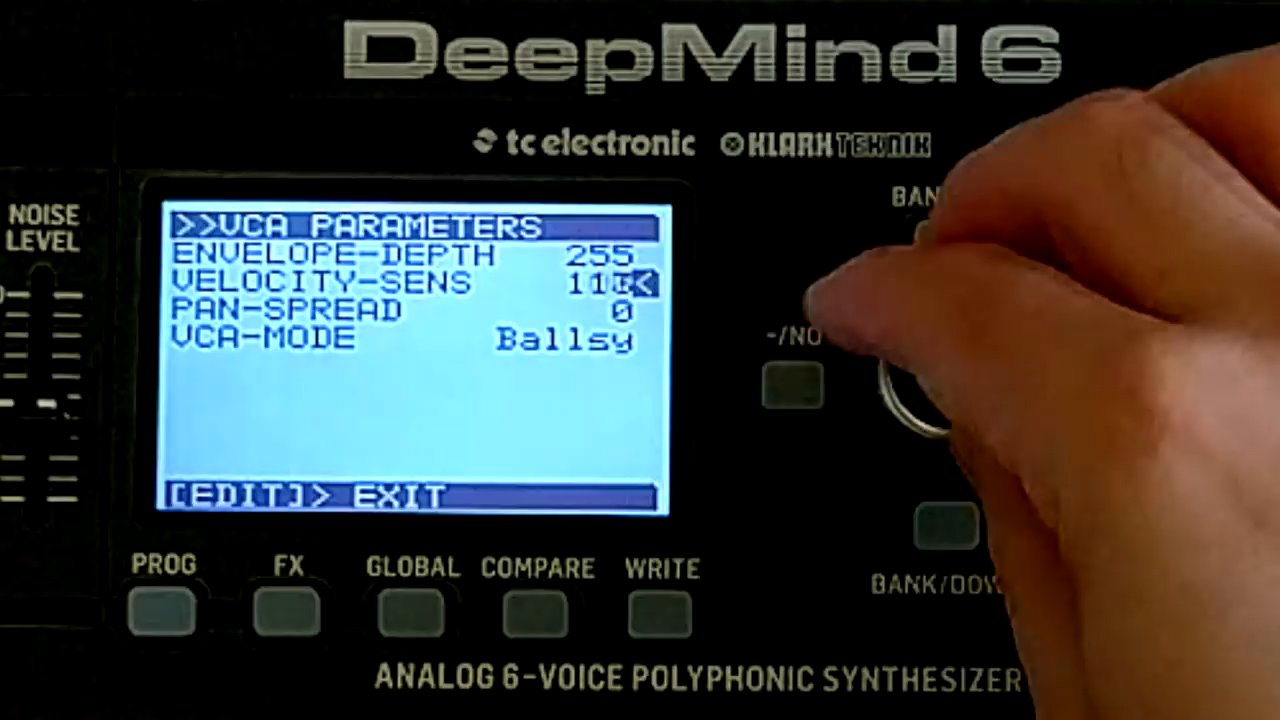 DeepMind 6
tc electronic KLARK TEKNIK
NOISE
LEVEL
>>VCA PARAMETERS
ENVELOPE-DEPTH 255
VELOCITY-SENS
PAN-SPREAD 0
VCA-MODE Ballsy
[EDIT]> EXIT
-/NO
PROG FX GLOBAL COMPARE WRITE
ANALOG 6-VOICE POLYPHONIC SYNTHESIZER